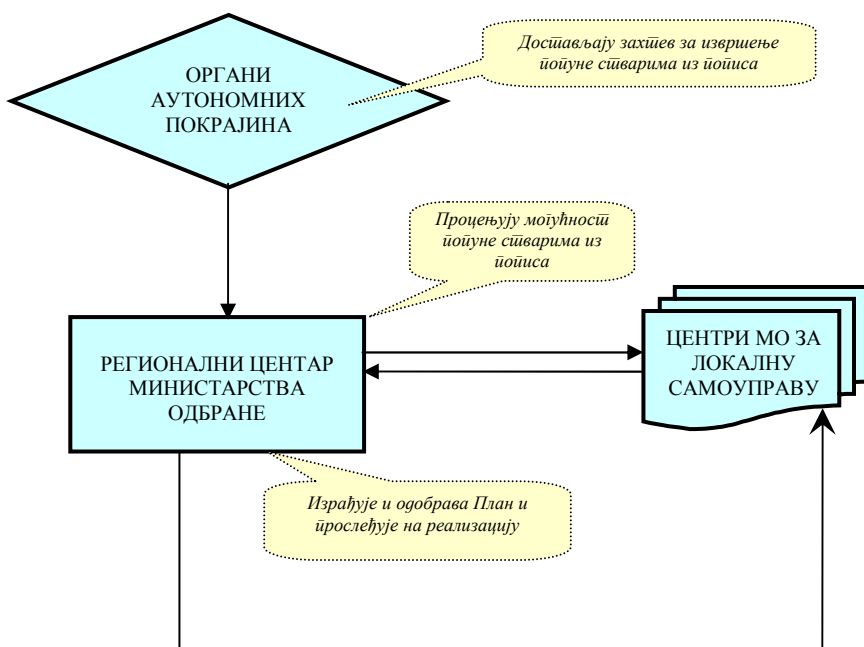 ОРГАНИ
АУТОНОМНИХ
ПОКРАЈИНА
Достављају захтев за извршење
попуне стварима из пописа
Процењују могућност
попуне стварима из
пописа
РЕГИОНАЛНИ ЦЕНТАР
МИНИСТАРСТВА
ОДБРАНЕ
ЦЕНТРИ МО ЗА
ЛОКАЛНУ
САМОУПРАВУ
Израђује и одобрава План и
прослеђује на реализацију